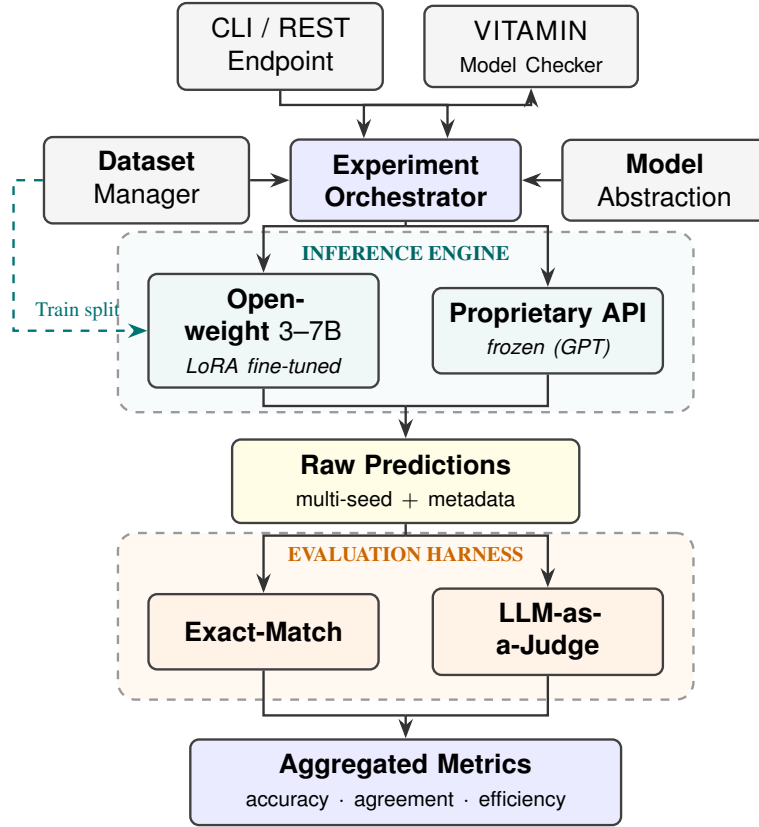 CLI / REST
Endpoint
VITAMIN
Model Checker
Dataset
Manager
Experiment
Orchestrator
Model
Abstraction
INFERENCE ENGINE
Train split
Open-
weight 3–7B
LoRA fine-tuned
Proprietary API
frozen (GPT)
Raw Predictions
multi-seed + metadata
EVALUATION HARNESS
Exact-Match
LLM-as-
a-Judge
Aggregated Metrics
accuracy · agreement · efficiency